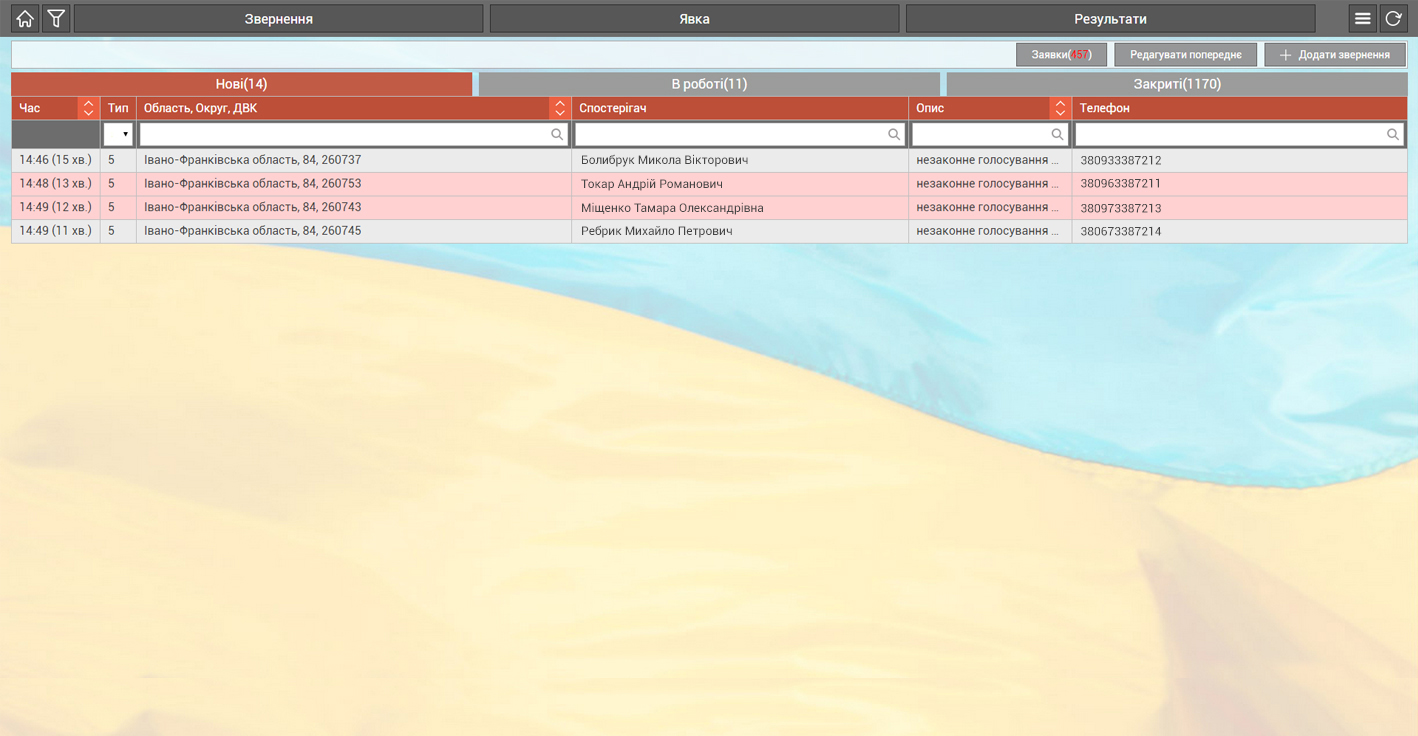 Звернення Явка Результати
Заявки(457) Редагувати попереднє Додати звернення
Нові(14) В роботі(11) Закриті(1170)
Час Тип Область, Округ, ДВК Спостерігач Опис Телефон
14:46 (15 хв.) 5 Івано-Франківська область, 84, 260737 Болибрук Микола Вікторович незаконне голосування ... 380933387212
14:48 (13 хв.) 5 Івано-Франківська область, 84, 260753 Токар Андрій Романович незаконне голосування ... 380963387211
14:49 (12 хв.) 5 Івано-Франківська область, 84, 260743 Міщенко Тамара Олександрівна незаконне голосування ... 380973387213
14:49 (11 хв.) 5 Івано-Франківська область, 84, 260745 Ребрик Михайло Петрович незаконне голосування ... 380673387214